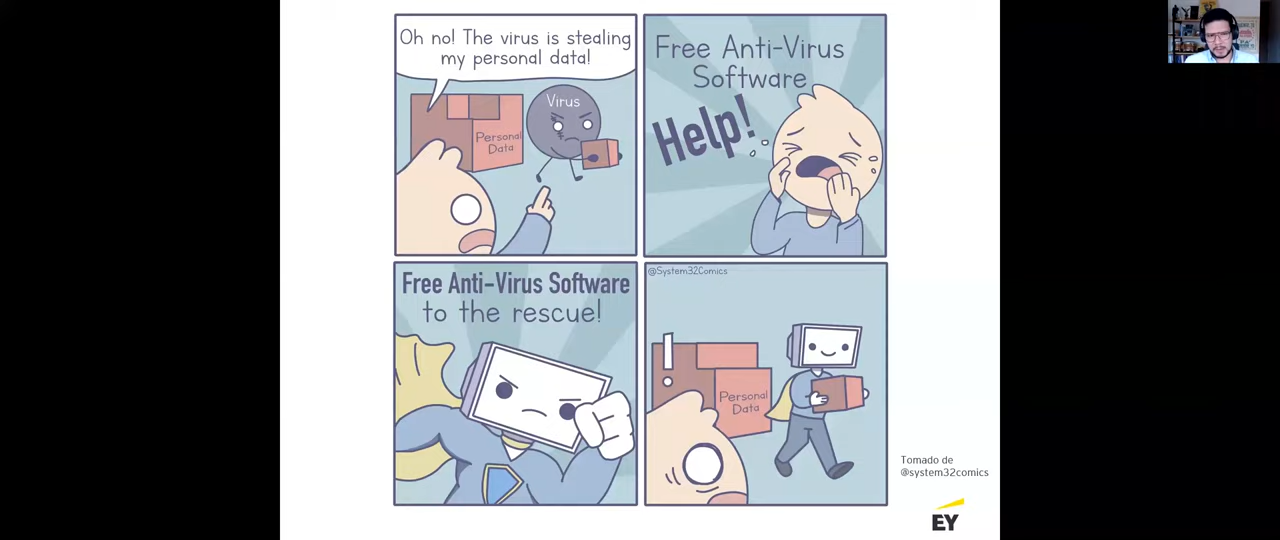 Oh no! The virus is stealing
my personal data!
Virus
Personal
Data
Free Anti-Virus
Software
Help!
Free Anti-Virus Software
to the rescue!
@System32Comics
!
Personal
Data
Tomado de
@system32comics
EY